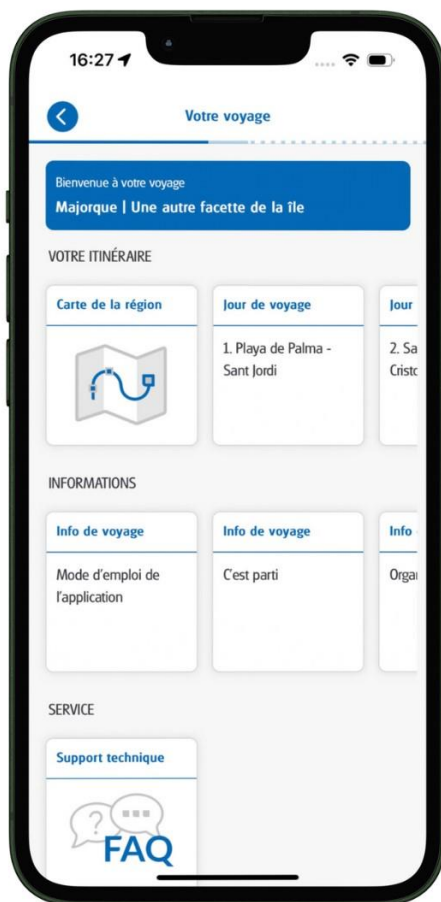 16:27
Votre voyage
Bienvenue à votre voyage
Majorque | Une autre facette de la île
VOTRE ITINÉRAIRE
Carte de la région
Jour de voyage
Jour
1. Playa de Palma -
Sant Jordi
2. Sa
Cristo
INFORMATIONS
Info de voyage
Info de voyage
Info
Mode d'emploi de
l'application
C'est parti
Organ
SERVICE
Support technique
FAQ